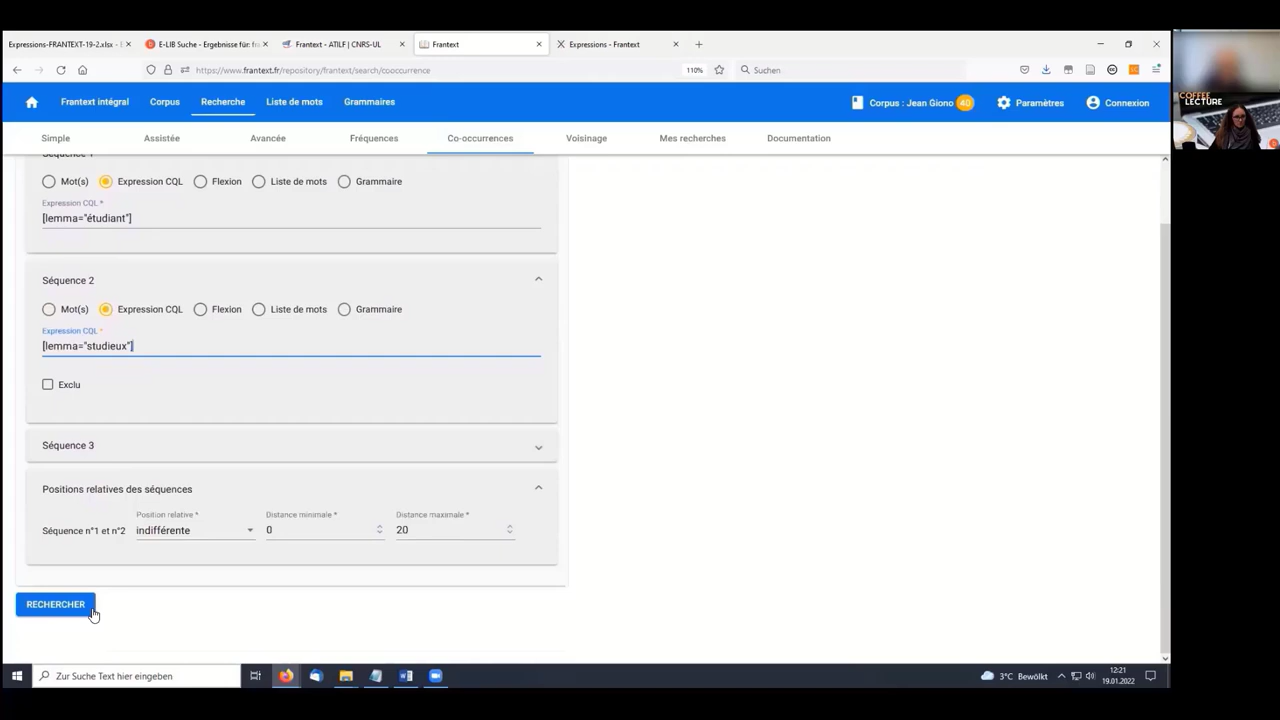 Expressions-FRANTEXT-19-2.xlsx - E
E-LIB Suche - Ergebnisse für: fra
Frantext - ATILF | CNRS-UL
Frantext
Expressions - Frantext
https://www.frantext.fr/repository/frantext/search/cooccurrence
110%
Suchen
Frantext intégral
Corpus
Recherche
Liste de mots
Grammaires
Corpus : Jean Giono 40
Paramètres
Connexion
Simple
Assistée
Avancée
Fréquences
Co-occurrences
Voisinage
Mes recherches
Documentation
Séquence 1
Mot(s)
Expression CQL
Flexion
Liste de mots
Grammaire
Expression CQL *
[lemma="étudiant"]
Séquence 2
Mot(s)
Expression CQL
Flexion
Liste de mots
Grammaire
Expression CQL *
[lemma="studieux"]
Exclu
Séquence 3
Positions relatives des séquences
Séquence n°1 et n°2
Position relative *
indifférente
Distance minimale *
0
Distance maximale *
20
RECHERCHER
Zur Suche Text hier eingeben
3°C Bewölkt
12:21
19.01.2022
COFFEE
LECTURE